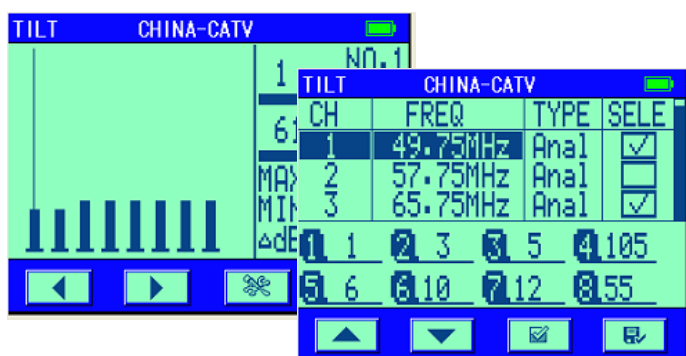 TILT CHINA-CATV
1 NO.1
MAX
MIN
TILT CHINA-CATV
CH FREQ TYPE SELE
1 49.75MHz Anal
2 57.75MHz Anal
3 65.75MHz Anal
1 1 2 3 3 5 4 105
5 6 6 10 7 12 8 55